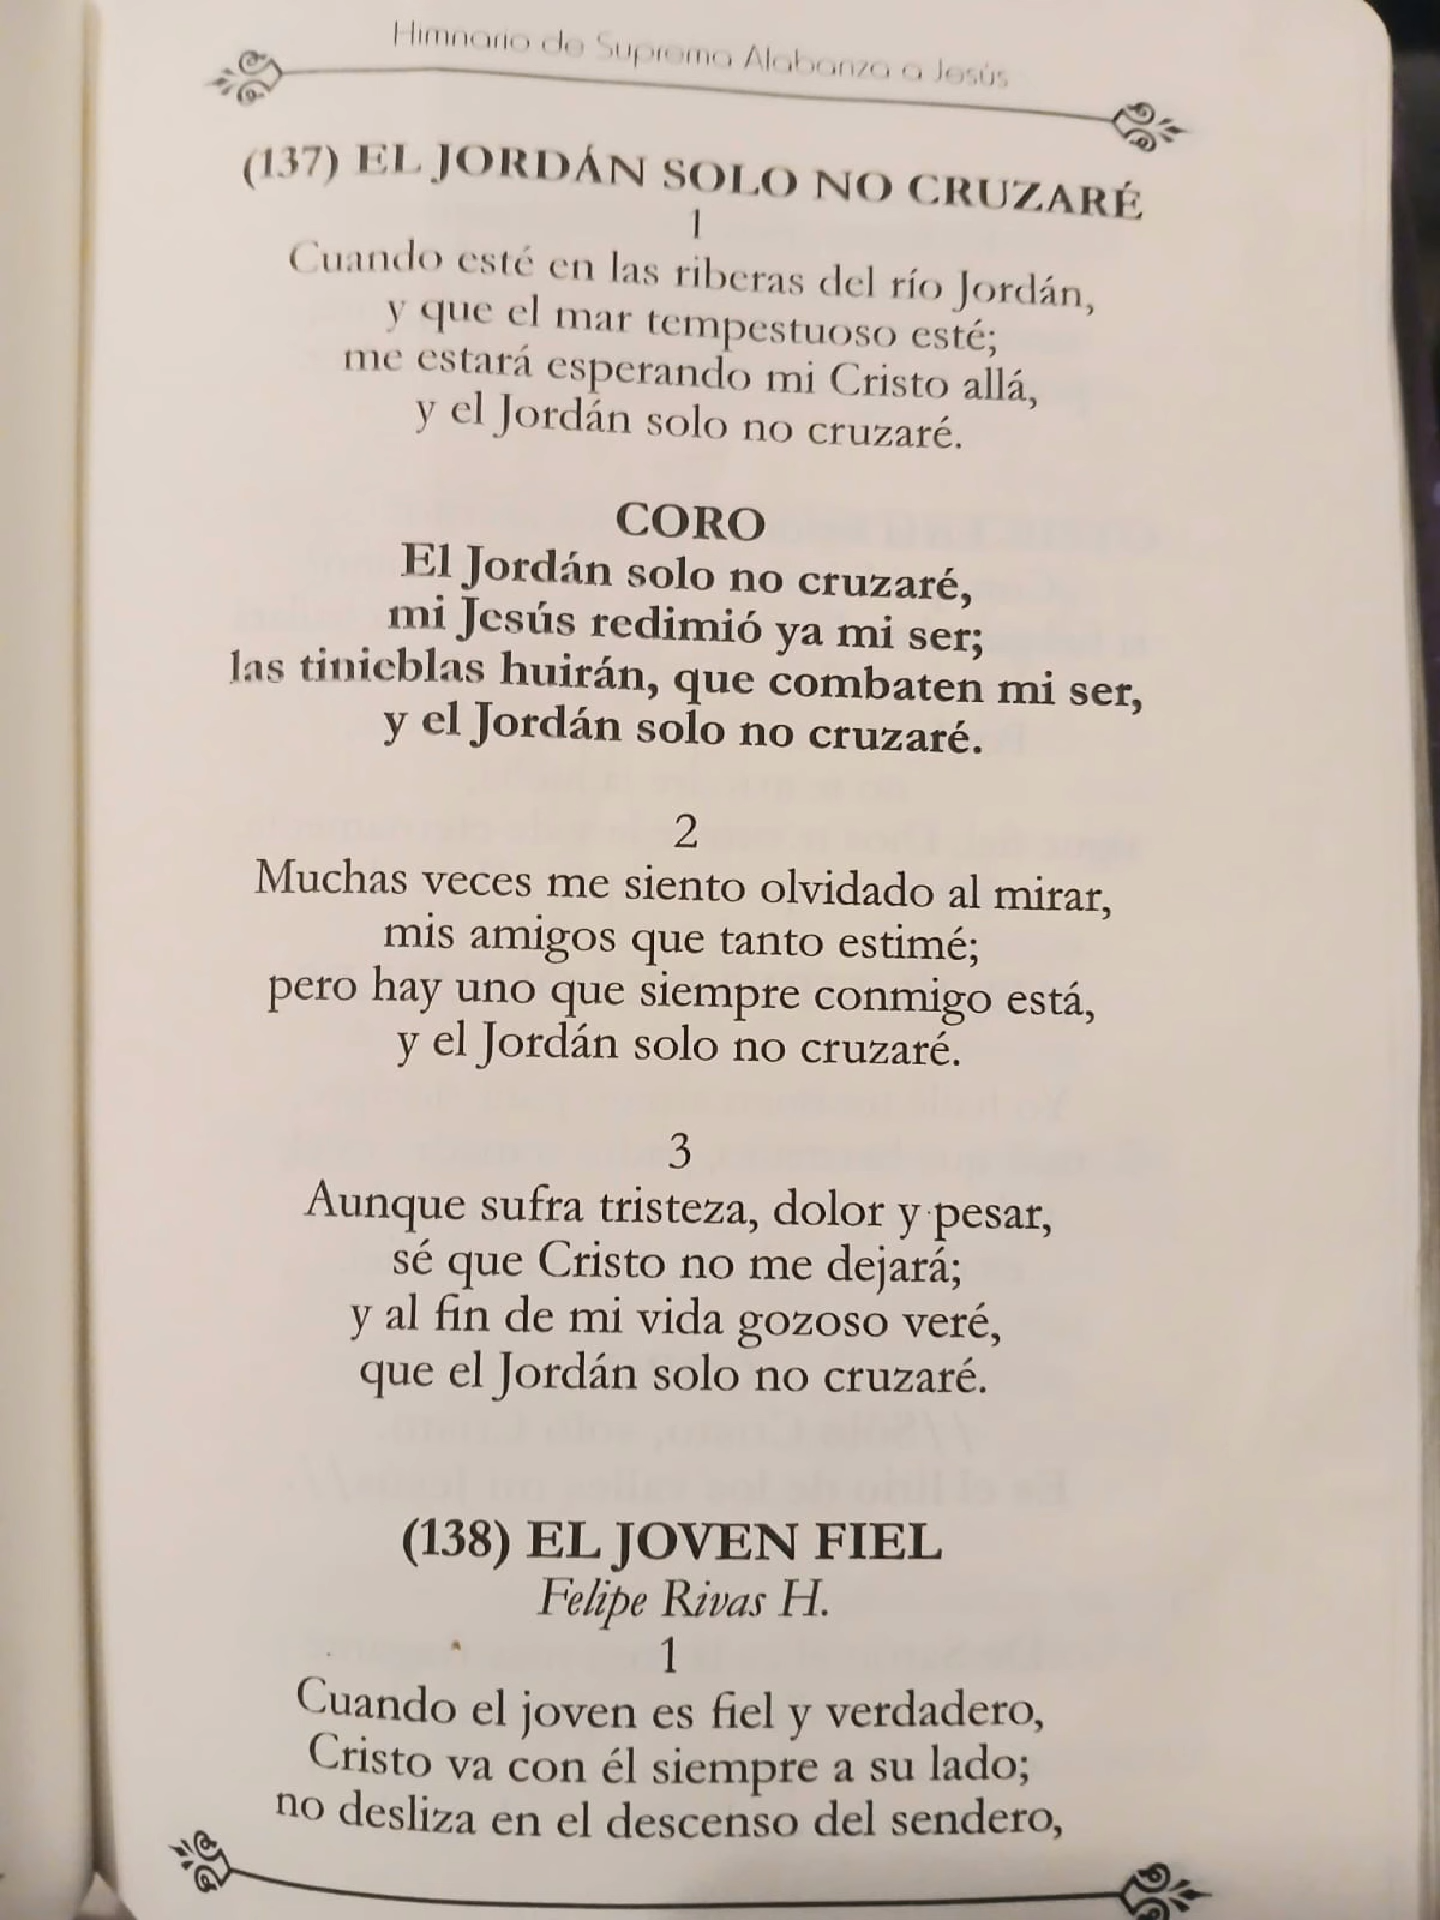 Himnario de Suprema Alabanza a Jesús
(137) EL JORDÁN SOLO NO CRUZARÉ
1
Cuando esté en las riberas del río Jordán,
y que el mar tempestuoso esté;
me estará esperando mi Cristo allá,
y el Jordán solo no cruzaré.
CORO
El Jordán solo no cruzaré,
mi Jesús redimió ya mi ser;
las tinieblas huirán, que combaten mi ser,
y el Jordán solo no cruzaré.
2
Muchas veces me siento olvidado al mirar,
mis amigos que tanto estimé;
pero hay uno que siempre conmigo está,
y el Jordán solo no cruzaré.
3
Aunque sufra tristeza, dolor y pesar,
sé que Cristo no me dejará;
y al fin de mi vida gozoso veré,
que el Jordán solo no cruzaré.
(138) EL JOVEN FIEL
Felipe Rivas H.
1
Cuando el joven es fiel y verdadero,
Cristo va con él siempre a su lado;
no desliza en el descenso del sendero,